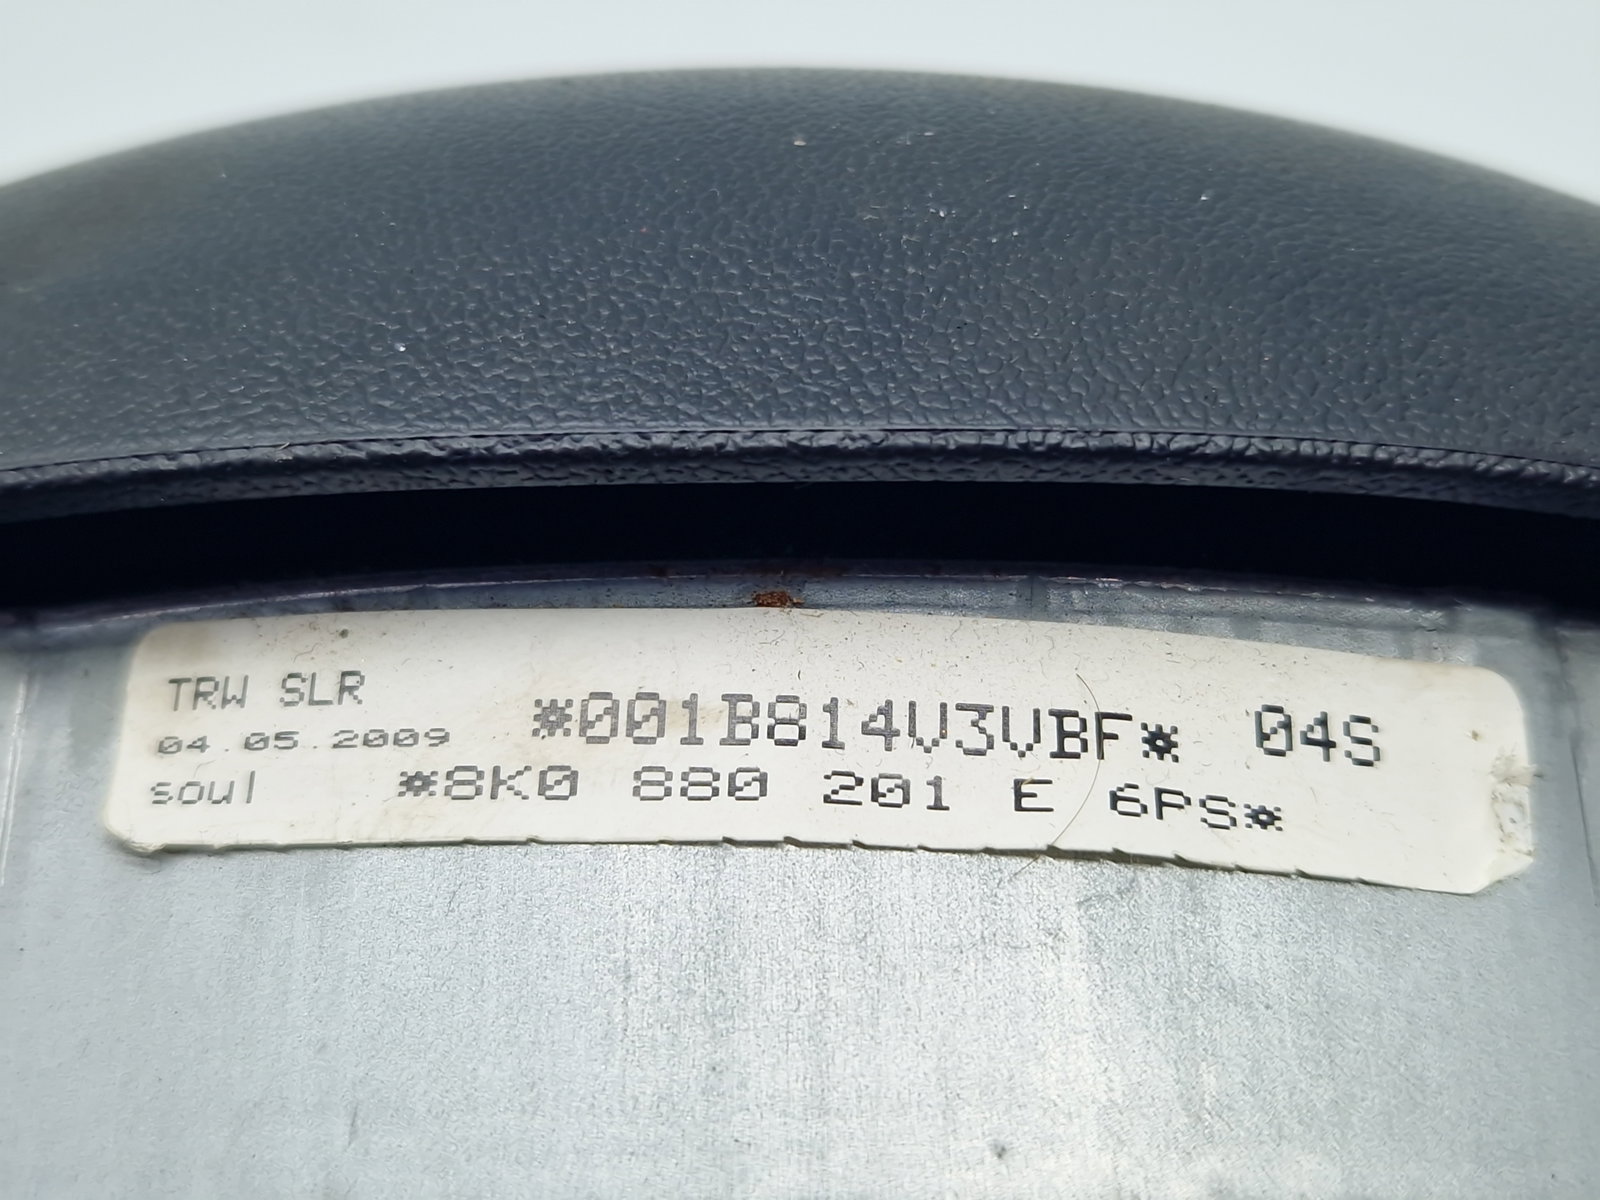 TRW SLR
*001B814V3VBF* 04S
04.05.2009
soul *8K0 880 201 E 6PS*